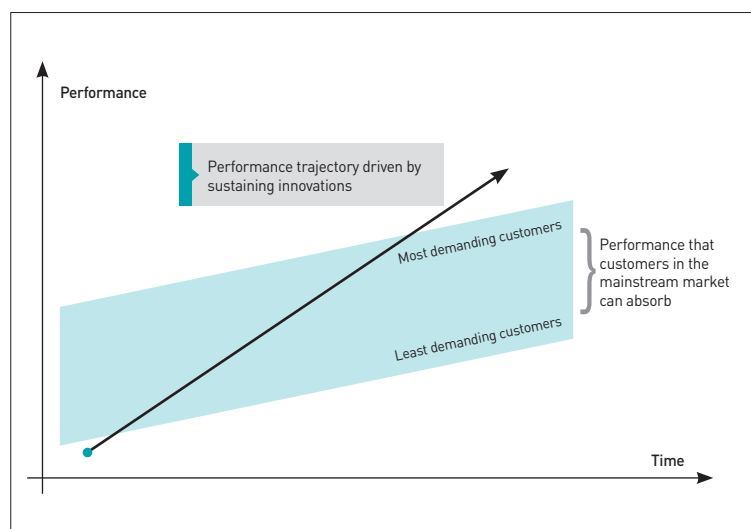 Performance
Performance trajectory driven by
sustaining innovations
Most demanding customers
Performance that
customers in the
mainstream market
can absorb
Least demanding customers
Time